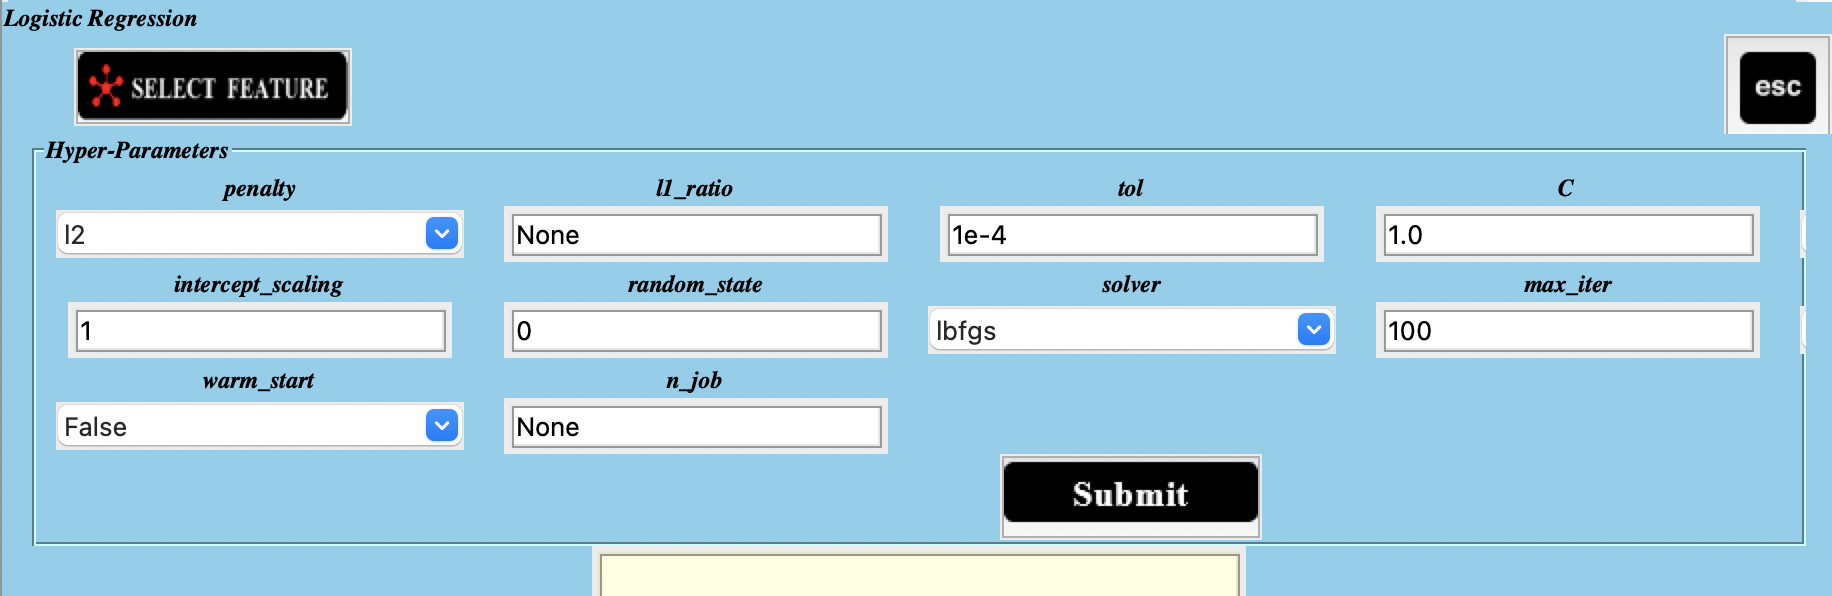 Logistic Regression
SELECT FEATURE
esc
Hyper-Parameters
penalty l1_ratio tol C
l2 None 1e-4 1.0
intercept_scaling random_state solver max_iter
1 0 lbfgs 100
warm_start n_job
False None
Submit